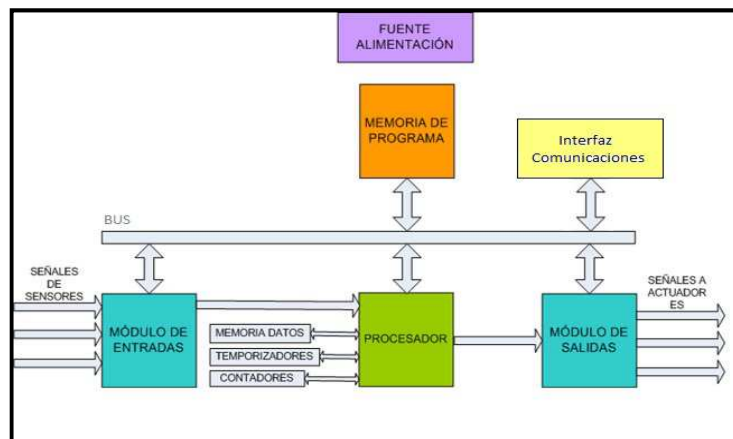 FUENTE
ALIMENTACIÓN
MEMORIA DE
PROGRAMA
Interfaz
Comunicaciones
BUS
SEÑALES
DE
SENSORES
MÓDULO DE
ENTRADAS
MEMORIA DATOS
TEMPORIZADORES
CONTADORES
PROCESADOR
MÓDULO DE
SALIDAS
SEÑALES A
ACTUADOR
ES